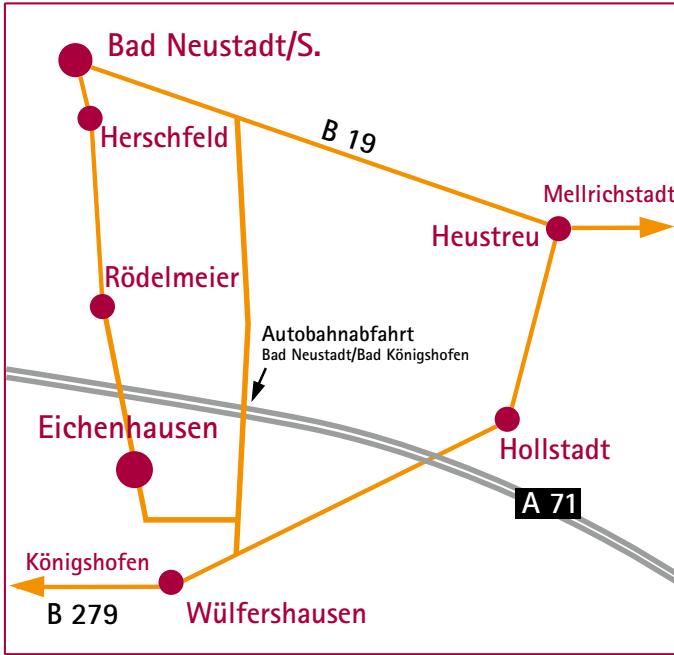 Bad Neustadt/S.
Herschfeld
B 19
Mellrichstadt
Heustreu
Rödelmeier
Autobahnabfahrt
Bad Neustadt/Bad Königshofen
Eichenhausen
Hollstadt
A 71
Königshofen
B 279
Wülfershausen